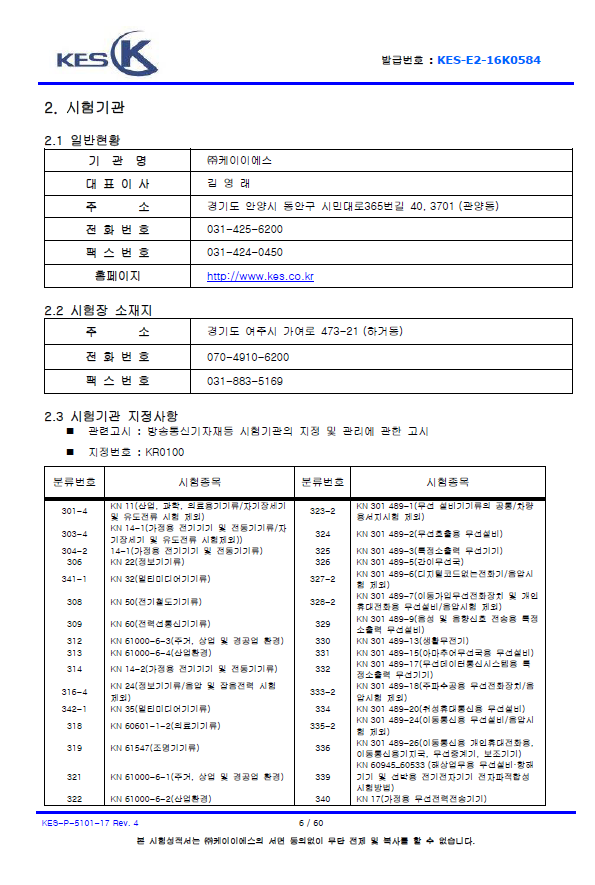 KES K
발급번호 : KES-E2-16K0584
2. 시험기관
2.1 일반현황
기 관 명 ㈜케이이에스
대 표 이 사 김 영 래
주 소 경기도 안양시 동안구 시민대로365번길 40, 3701 (관양동)
전 화 번 호 031-425-6200
팩 스 번 호 031-424-0450
홈페이지 http://www.kes.co.kr
2.2 시험장 소재지
주 소 경기도 여주시 가여로 473-21 (하거동)
전 화 번 호 070-4910-6200
팩 스 번 호 031-883-5169
2.3 시험기관 지정사항
■ 관련고시 : 방송통신기자재등 시험기관의 지정 및 관리에 관한 고시
■ 지정번호 : KR0100
분류번호 시험종목 분류번호 시험종목
301-4 KN 11(산업, 과학, 의료용기기류/자기장세기
및 유도전류 시험 제외)
303-4 KN 14-1(가정용 전기기기 및 전동기기류/자
기장세기 및 유도전류 시험제외))
304-2 14-1(가정용 전기기기 및 전동기기류)
306 KN 22(정보기기류)
341-1 KN 32(멀티미디어기기류)
308 KN 50(전기철도기기류)
309 KN 60(전력선통신기기류)
312 KN 61000-6-3(주거, 상업 및 경공업 환경)
313 KN 61000-6-4(산업환경)
314 KN 14-2(가정용 전기기기 및 전동기기류)
316-4 KN 24(정보기기류/음압 및 잡음전력 시험
제외)
342-1 KN 35(멀티미디어기기류)
318 KN 60601-1-2(의료기기류)
319 KN 61547(조명기기류)
321 KN 61000-6-1(주거, 상업 및 경공업 환경)
322 KN 61000-6-2(산업환경)
323-2 KN 301 489-1(무선 설비기기류의 공통/차량
용서지시험 제외)
324 KN 301 489-2(무선호출용 무선설비)
325 KN 301 489-3(특정소출력 무선기기)
326 KN 301 489-5(간이무선국)
327-2 KN 301 489-6(디지털코드없는전화기/음압시
험 제외)
328-2 KN 301 489-7(이동가입무선전화장치 및 개인
휴대전화용 무선설비/음압시험 제외)
329 KN 301 489-9(음성 및 음향신호 전송용 특정
소출력 무선설비)
330 KN 301 489-13(생활무전기)
331 KN 301 489-15(아마추어무선국용 무선설비)
332 KN 301 489-17(무선데이터통신시스템용 특
정소출력 무선기기)
333-2 KN 301 489-18(주파수공용 무선전화장치/음
압시험 제외)
334 KN 301 489-20(위성휴대통신용 무선설비)
335-2 KN 301 489-24(이동통신용 무선설비/음압시
험 제외)
336 KN 301 489-26(이동통신용 개인휴대전화용,
이동통신용기지국, 무선중계기, 보조기기)
339 KN 60945_60533 (해상업무용 무선설비·항해
기기 및 선박용 전기전자기기 전자파적합성
시험방법)
340 KN 17(가정용 무선전력전송기기)
KES-P-5101-17 Rev. 4 6 / 60
본 시험성적서는 ㈜케이이에스의 서면 동의없이 무단 전제 및 복사를 할 수 없습니다.